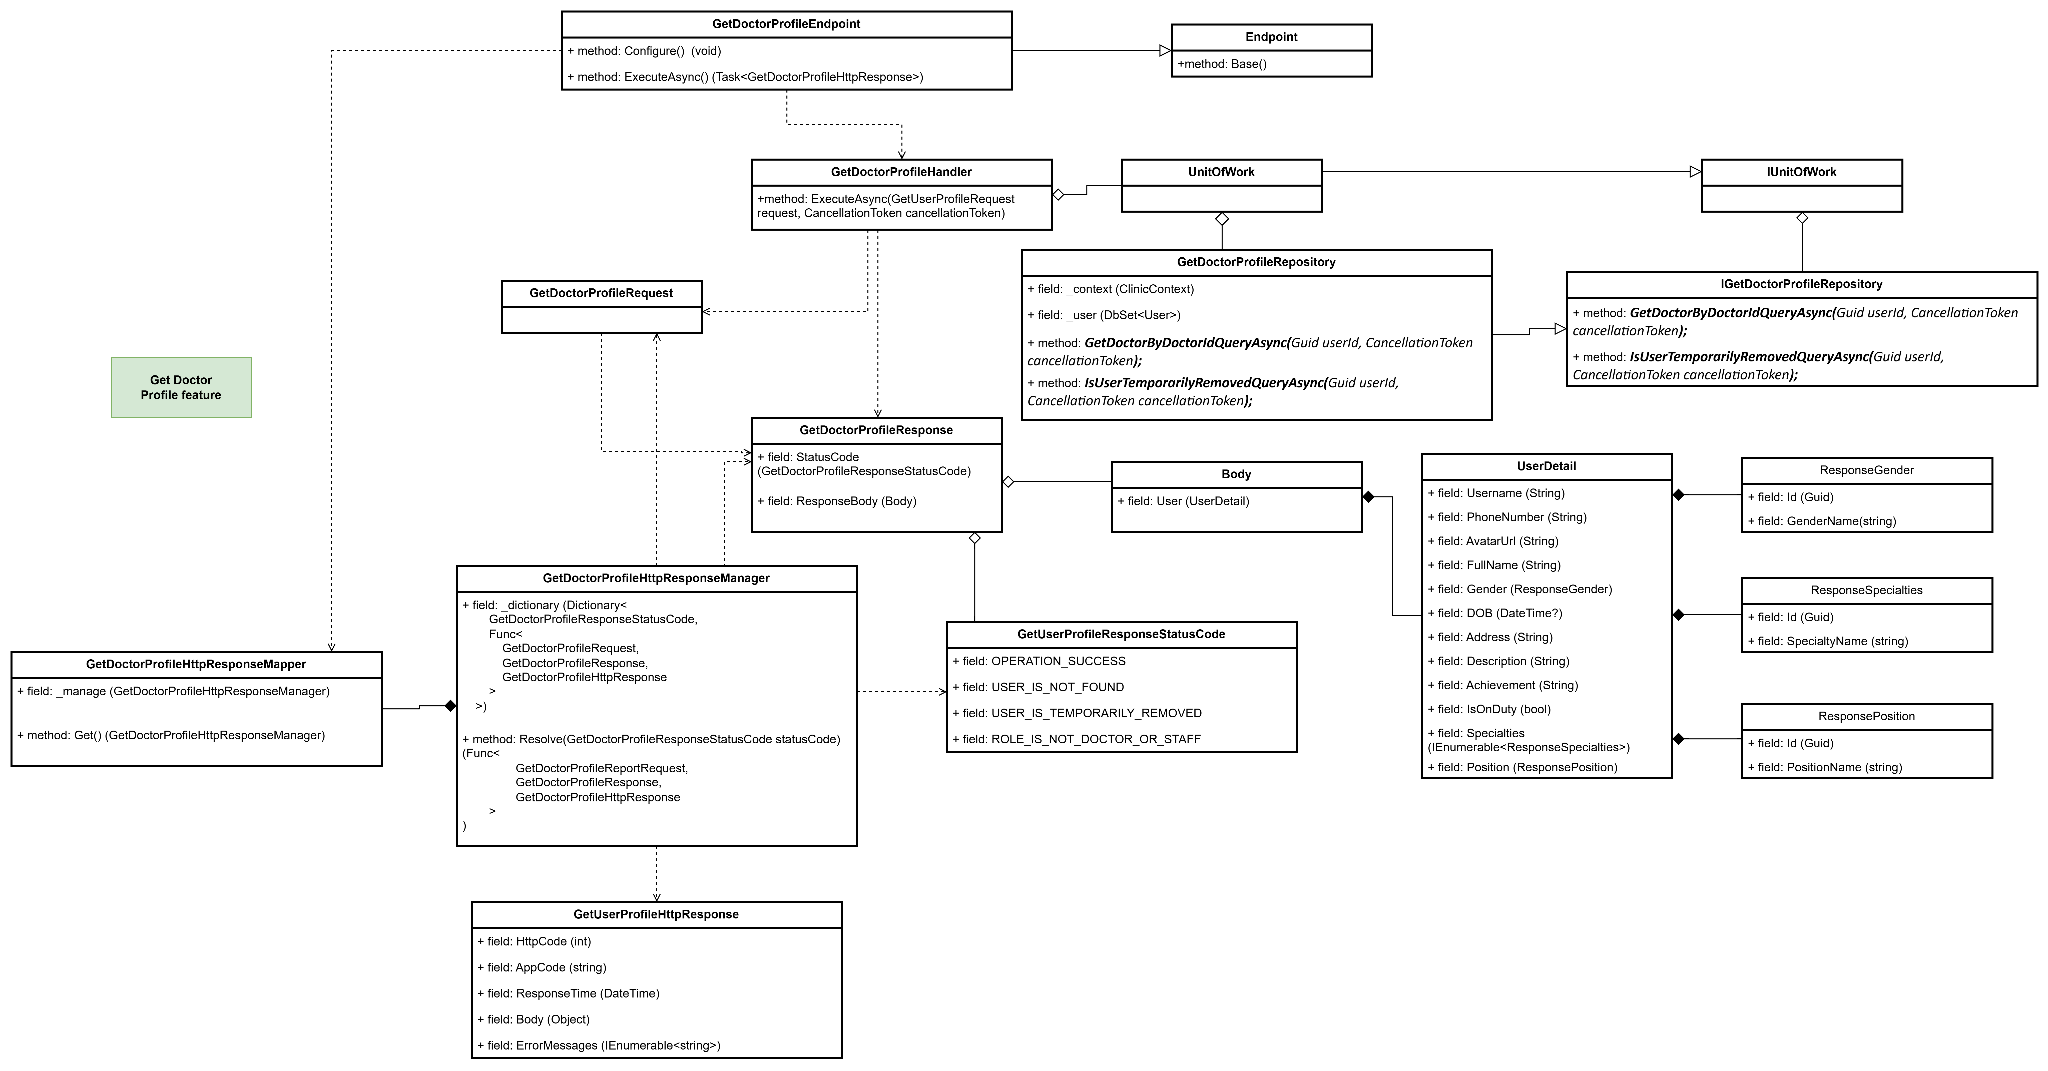 GetDoctorProfileEndpoint
+ method: Configure()  (void)
+ method: ExecuteAsync() (Task<GetDoctorProfileHttpResponse>)
Endpoint
+method: Base()
GetDoctorProfileHandler
+method: ExecuteAsync(GetUserProfileRequest
request, CancellationToken cancellationToken)
UnitOfWork
IUnitOfWork
GetDoctorProfileRepository
+ field: _context (ClinicContext)
+ field: _user (DbSet<User>)
+ method: GetDoctorByDoctorIdQueryAsync(Guid userId, CancellationToken
cancellationToken);
+ method: IsUserTemporarilyRemovedQueryAsync(Guid userId,
CancellationToken cancellationToken);
IGetDoctorProfileRepository
+ method: GetDoctorByDoctorIdQueryAsync(Guid userId, CancellationToken
cancellationToken);
+ method: IsUserTemporarilyRemovedQueryAsync(Guid userId,
CancellationToken cancellationToken);
GetDoctorProfileRequest
Get Doctor
Profile feature
GetDoctorProfileResponse
+ field: StatusCode
(GetDoctorProfileResponseStatusCode)
+ field: ResponseBody (Body)
Body
+ field: User (UserDetail)
UserDetail
+ field: Username (String)
+ field: PhoneNumber (String)
+ field: AvatarUrl (String)
+ field: FullName (String)
+ field: Gender (ResponseGender)
+ field: DOB (DateTime?)
+ field: Address (String)
+ field: Description (String)
+ field: Achievement (String)
+ field: IsOnDuty (bool)
+ field: Specialties
(IEnumerable<ResponseSpecialties>)
+ field: Position (ResponsePosition)
ResponseGender
+ field: Id (Guid)
+ field: GenderName(string)
ResponseSpecialties
+ field: Id (Guid)
+ field: SpecialtyName (string)
ResponsePosition
+ field: Id (Guid)
+ field: PositionName (string)
GetDoctorProfileHttpResponseManager
+ field: _dictionary (Dictionary<
GetDoctorProfileResponseStatusCode,
Func<
GetDoctorProfileRequest,
GetDoctorProfileResponse,
GetDoctorProfileHttpResponse
>
>)
+ method: Resolve(GetDoctorProfileResponseStatusCode statusCode)
(Func<
GetDoctorProfileReportRequest,
GetDoctorProfileResponse,
GetDoctorProfileHttpResponse
>
)
GetUserProfileResponseStatusCode
+ field: OPERATION_SUCCESS
+ field: USER_IS_NOT_FOUND
+ field: USER_IS_TEMPORARILY_REMOVED
+ field: ROLE_IS_NOT_DOCTOR_OR_STAFF
GetDoctorProfileHttpResponseMapper
+ field: _manage (GetDoctorProfileHttpResponseManager)
+ method: Get() (GetDoctorProfileHttpResponseManager)
GetUserProfileHttpResponse
+ field: HttpCode (int)
+ field: AppCode (string)
+ field: ResponseTime (DateTime)
+ field: Body (Object)
+ field: ErrorMessages (IEnumerable<string>)